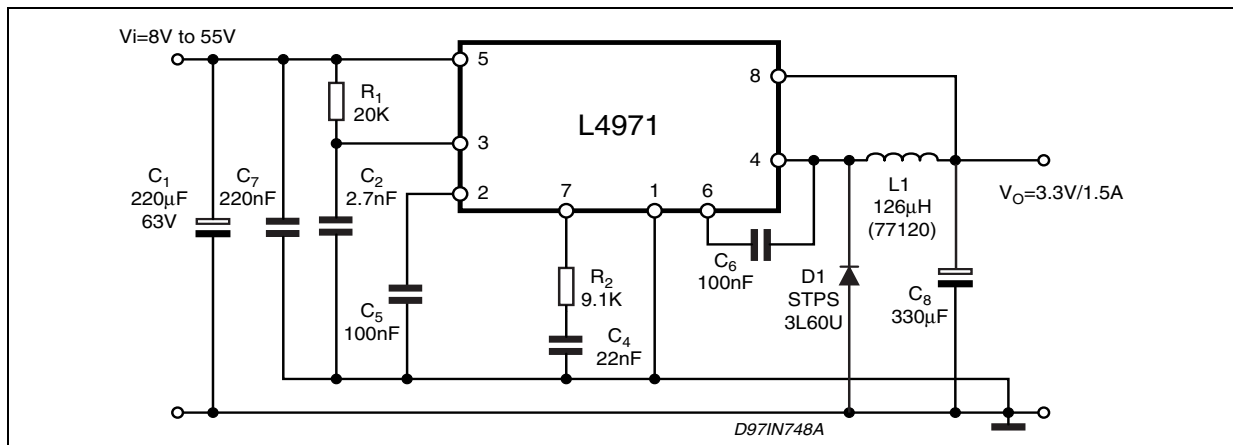 Vi=8V to 55V
5
8
R1
20K
L4971
3
4
C1
220μF
63V
C7
220nF
C2
2.7nF
2
7
1
6
L1
126μH
(77120)
VO=3.3V/1.5A
C6
100nF
R2
9.1K
D1
STPS
3L60U
C8
330μF
C5
100nF
C4
22nF
D97IN748A